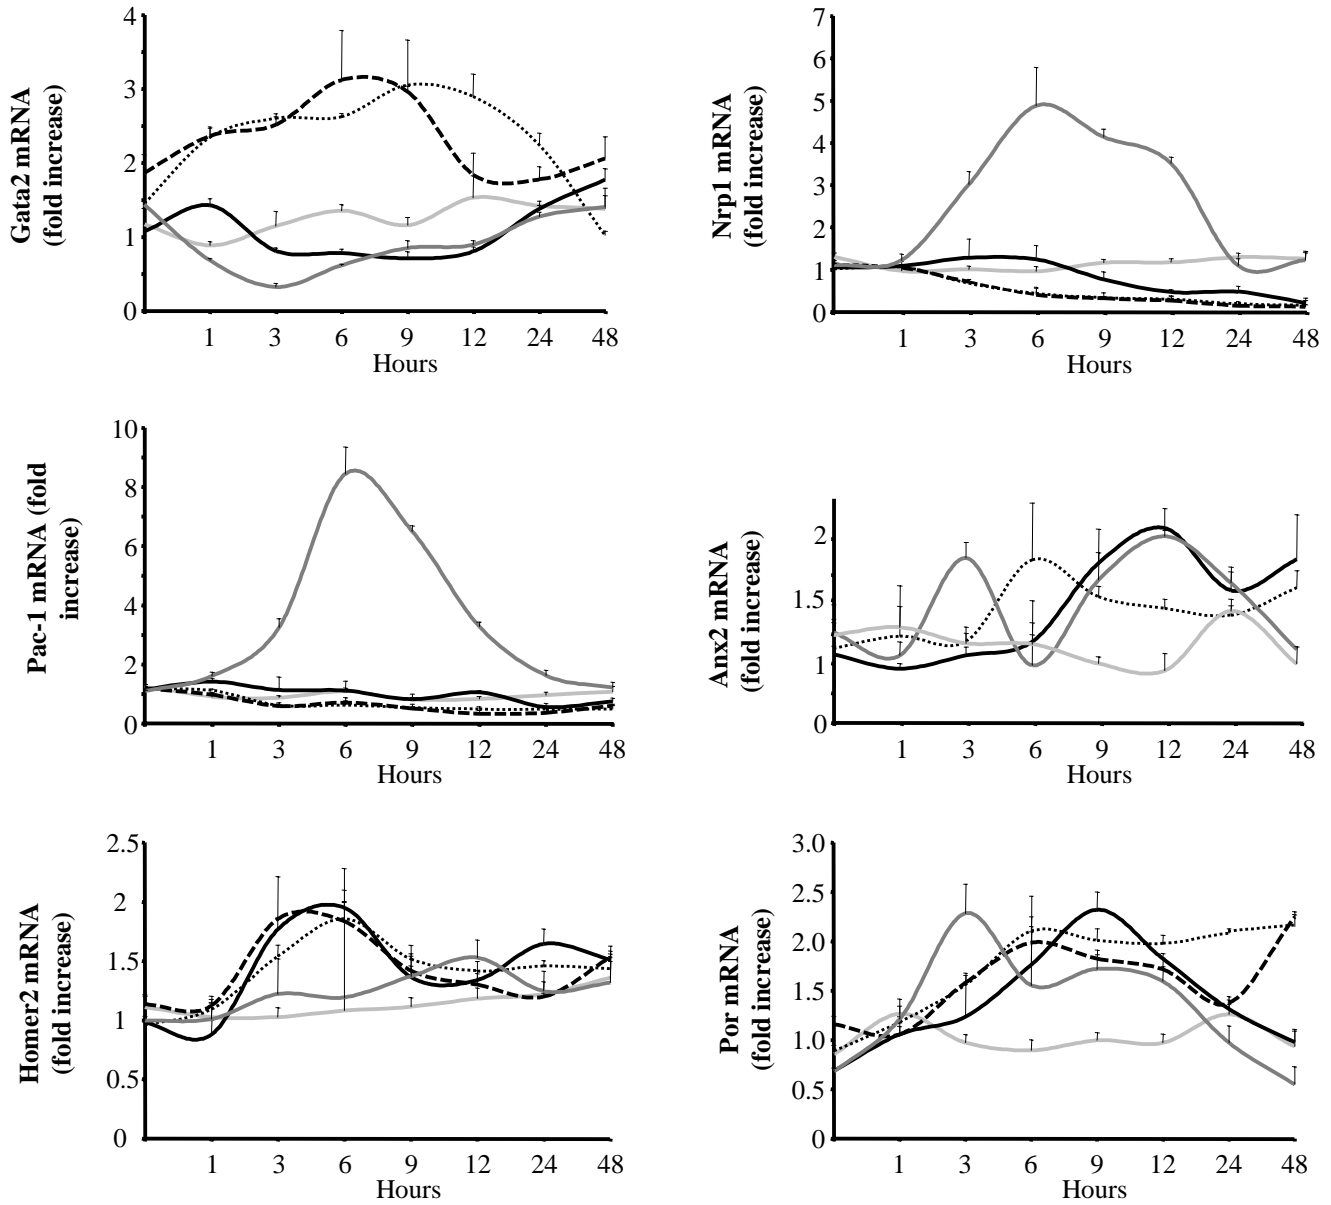 Gata2 mRNA
(fold increase)
4
3
2
1
0
1 3 6 9 12 24 48
Hours
Nrp1 mRNA
(fold increase)
7
6
5
4
3
2
1
0
1 3 6 9 12 24 48
Hours
Pac-1 mRNA (fold
increase)
10
8
6
4
2
0
1 3 6 9 12 24 48
Hours
Anx2 mRNA
(fold increase)
2
1.5
1
0
1 3 6 9 12 24 48
Hours
Homer2 mRNA
(fold increase)
2.5
2
1.5
1
0.5
0
1 3 6 9 12 24 48
Hours
Por mRNA
(fold increase)
3.0
2.5
2.0
1.5
1.0
0.5
0
1 3 6 9 12 24 48
Hours